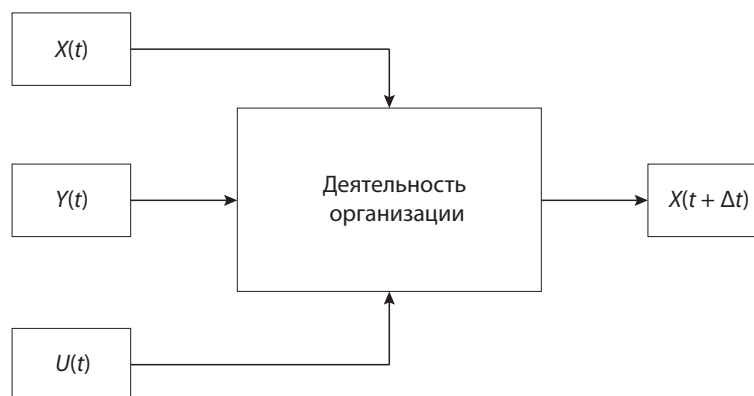 X(t)
Y(t)
Деятельность
организации
X(t + Δt)
U(t)